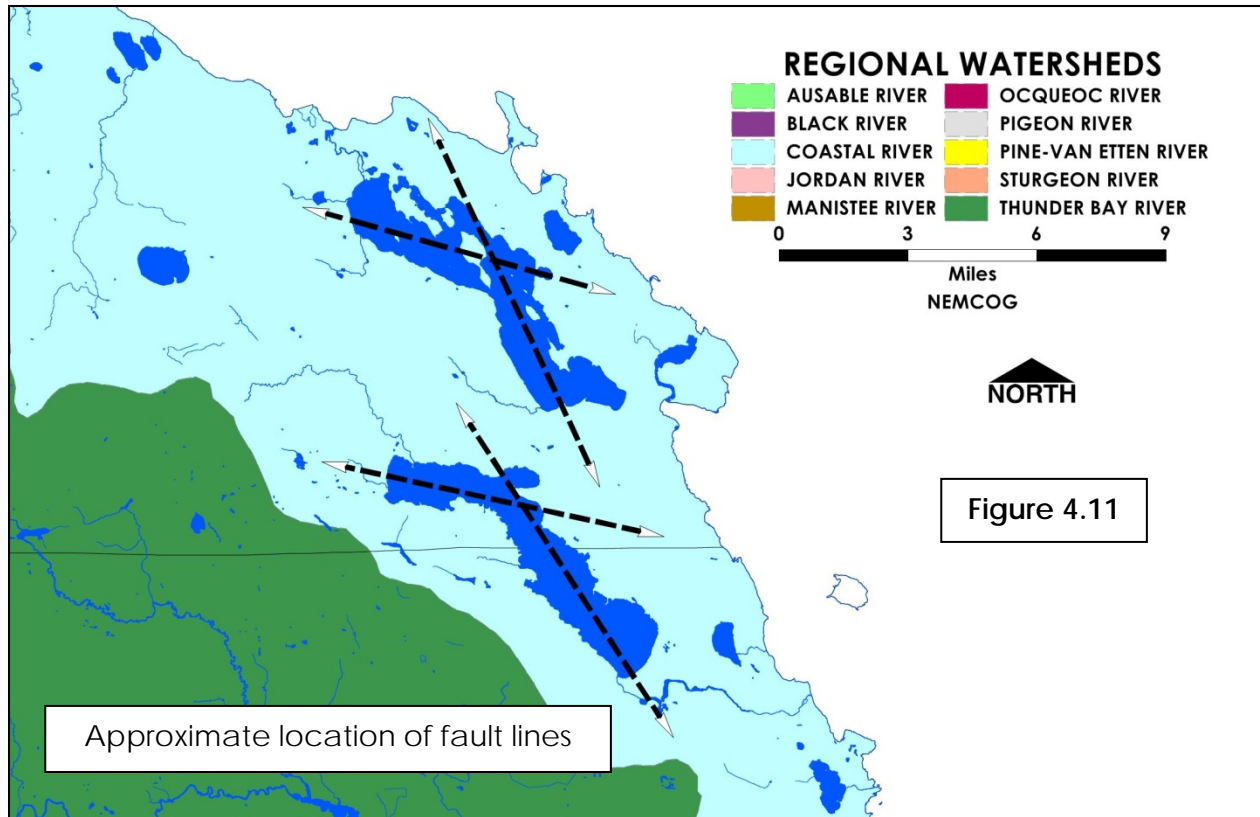 REGIONAL WATERSHEDS
AUSABLE RIVER
BLACK RIVER
COASTAL RIVER
JORDAN RIVER
MANISTEE RIVER
OCQUEOC RIVER
PIGEON RIVER
PINE-VAN ETTEN RIVER
STURGEON RIVER
THUNDER BAY RIVER
0 3 6 9
Miles
NEMCOG
NORTH
Figure 4.11
Approximate location of fault lines